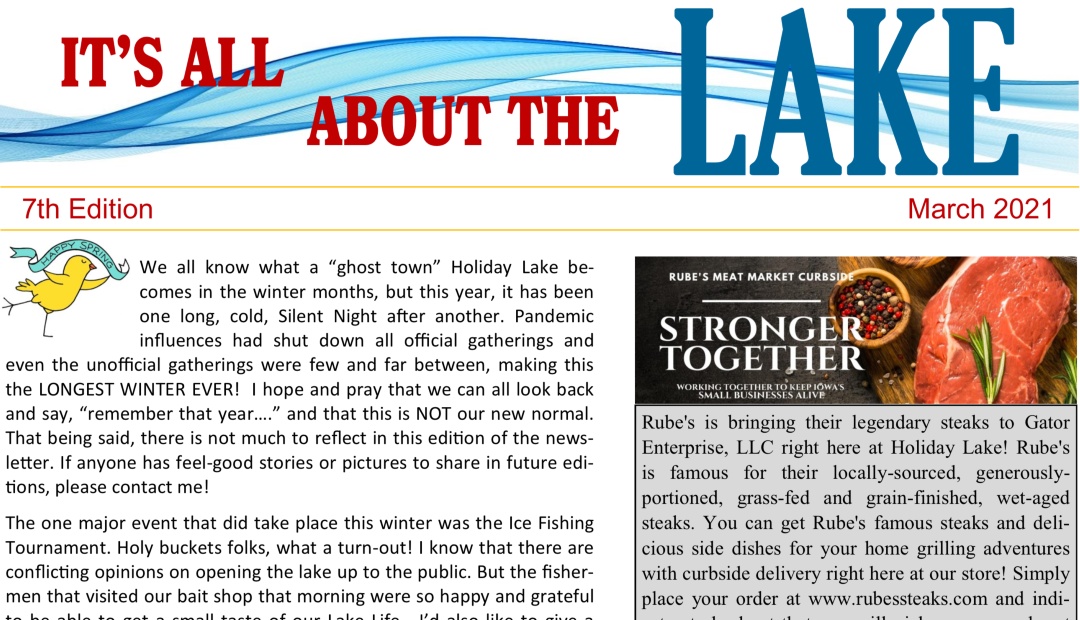 IT'S ALL
ABOUT THE
LAKE
7th Edition
March 2021
HAPPY SPRING
We all know what a “ghost town” Holiday Lake be-
comes in the winter months, but this year, it has been
one long, cold, Silent Night after another. Pandemic
influences had shut down all official gatherings and
even the unofficial gatherings were few and far between, making this
the LONGEST WINTER EVER! I hope and pray that we can all look back
and say, “remember that year....” and that this is NOT our new normal.
That being said, there is not much to reflect in this edition of the news-
letter. If anyone has feel-good stories or pictures to share in future edi-
tions, please contact me!
The one major event that did take place this winter was the Ice Fishing
Tournament. Holy buckets folks, what a turn-out! I know that there are
conflicting opinions on opening the lake up to the public. But the fisher-
men that visited our bait shop that morning were so happy and grateful
to be able to get a small taste of our Lake Life. I'd also like to give a
RUBE'S MEAT MARKET CURBSIDE
STRONGER
TOGETHER
WORKING TOGETHER TO KEEP IOWA'S
SMALL BUSINESSES ALIVE
Rube's is bringing their legendary steaks to Gator
Enterprise, LLC right here at Holiday Lake! Rube's
is famous for their locally-sourced, generously-
portioned, grass-fed and grain-finished, wet-aged
steaks. You can get Rube's famous steaks and deli-
cious side dishes for your home grilling adventures
with curbside delivery right here at our store! Simply
place your order at www.rubessteaks.com and indi-